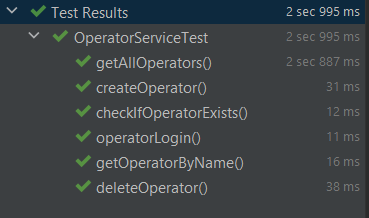 Test Results 2 sec 995 ms
OperatorServiceTest 2 sec 995 ms
getAllOperators() 2 sec 887 ms
createOperator() 31 ms
checkIfOperatorExists() 12 ms
operatorLogin() 11 ms
getOperatorByName() 16 ms
deleteOperator() 38 ms